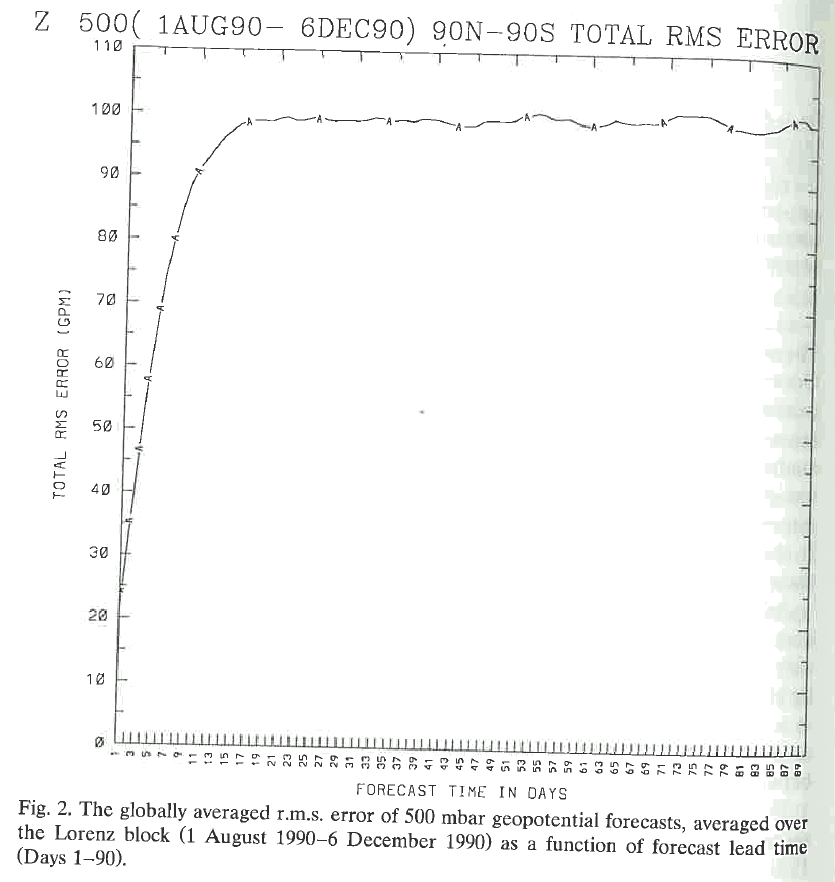 Z 500( 1AUG90- 6DEC90) 90N-90S TOTAL RMS ERROR
110
100
90
80
70
60
50
40
30
20
10
0
TOTAL RMS ERROR (GPM)
A A A A A A A A A A A A A A A A A
1 3 5 7 9 11 13 15 17 19 21 23 25 27 29 31 33 35 37 39 41 43 45 47 49 51 53 55 57 59 61 63 65 67 69 71 73 75 77 79 81 83 85 87 89
FORECAST TIME IN DAYS
Fig. 2. The globally averaged r.m.s. error of 500 mbar geopotential forecasts, averaged over
the Lorenz block (1 August 1990–6 December 1990) as a function of forecast lead time
(Days 1–90).